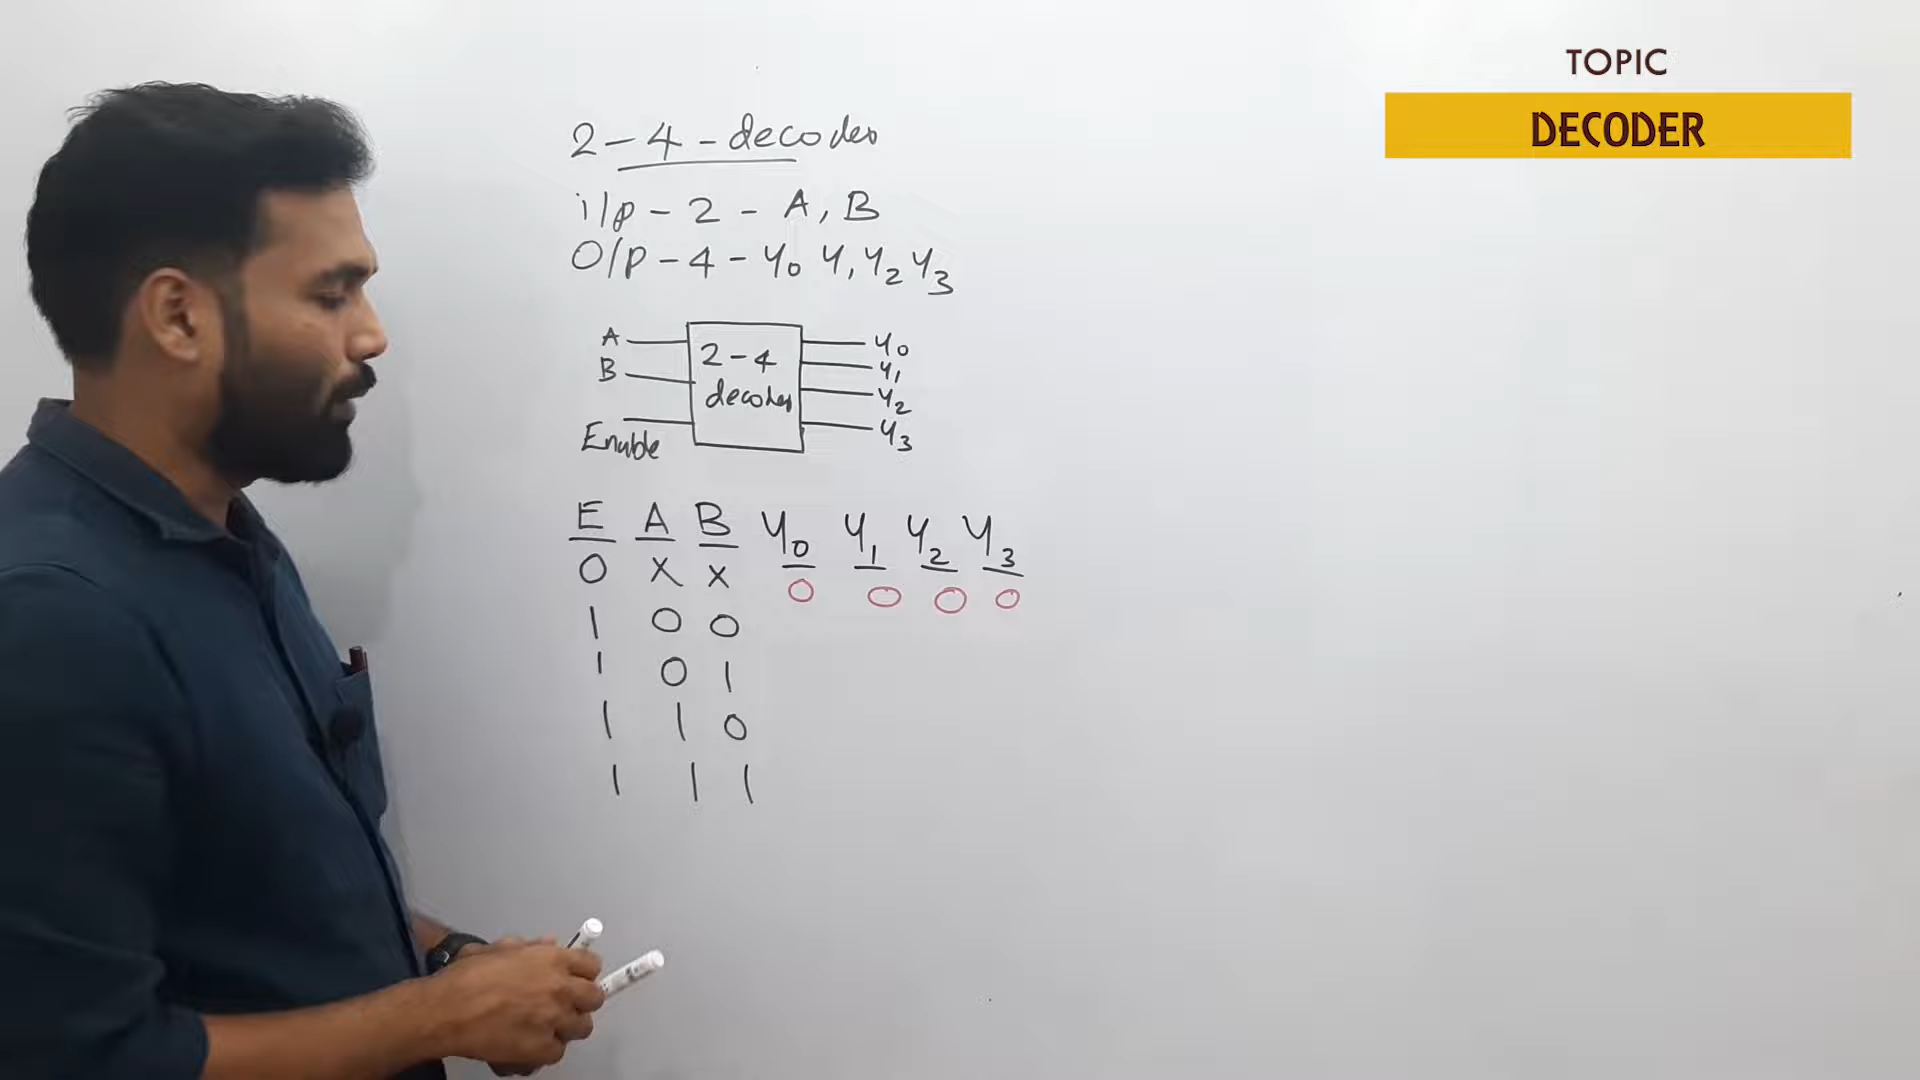 TOPIC
DECODER
2-4-decoder
i/p - 2 - A, B
O/P - 4 - Y0 Y1 Y2 Y3
A
B
Enable
2-4
decoder
Y0
Y1
Y2
Y3
E A B Y0 Y1 Y2 Y3
0 X X 0 0 0 0
1 0 0
1 0 1
1 1 0
1 1 1